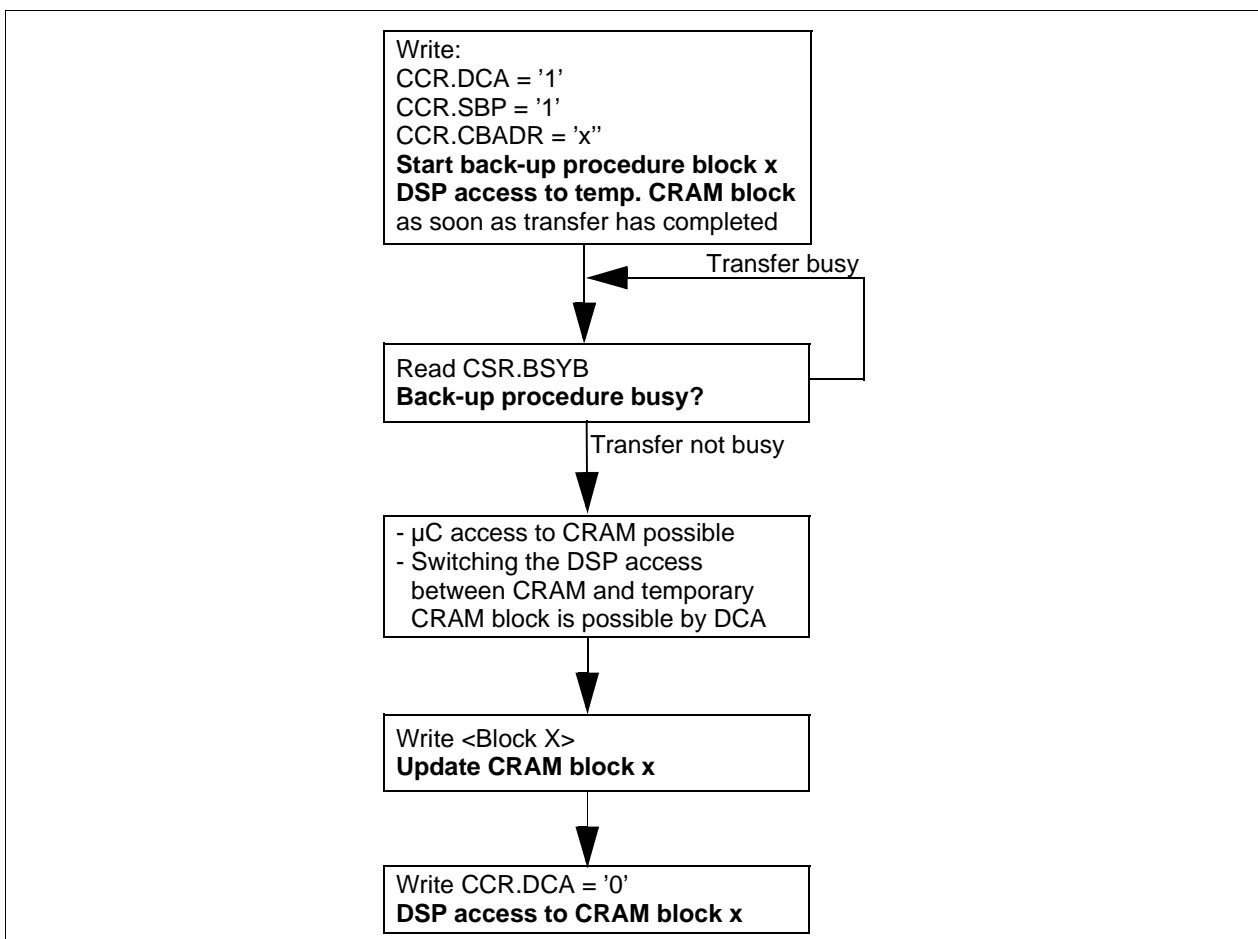 Write:
CCR.DCA = ’1’
CCR.SBP = ’1’
CCR.CBADR = ’x’’
Start back-up procedure block x
DSP access to temp. CRAM block
as soon as transfer has completed
Transfer busy
Read CSR.BSYB
Back-up procedure busy?
Transfer not busy
- µC access to CRAM possible
- Switching the DSP access
between CRAM and temporary
CRAM block is possible by DCA
Write <Block X>
Update CRAM block x
Write CCR.DCA = ’0’
DSP access to CRAM block x